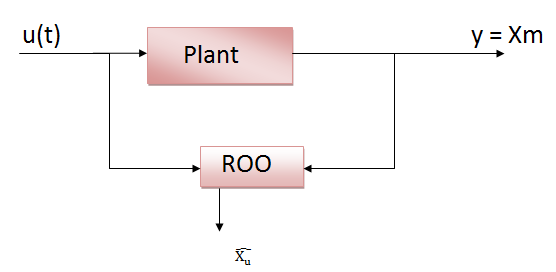 u(t)
Plant
y = Xm
ROO
x̂u